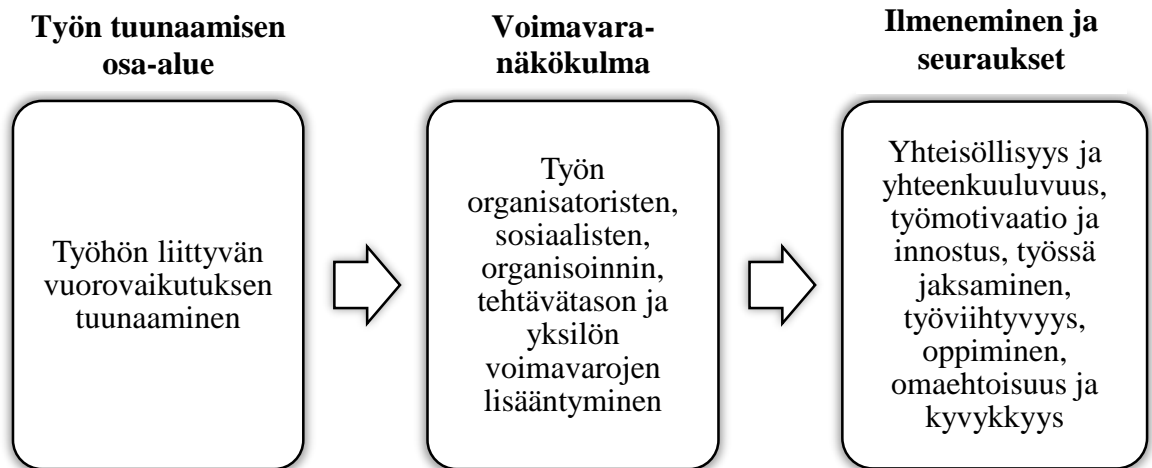 Työn tuunaamisen
osa-alue
Voimavara-
näkökulma
Ilmeneminen ja
seuraukset
Työhön liittyvän
vuorovaikutuksen
tuunaaminen
Työn
organisatoristen,
sosiaalisten,
organisoinnin,
tehtävätason ja
yksilön
voimavarojen
lisääntyminen
Yhteisöllisyys ja
yhteenkuuluvuus,
työmotivaatio ja
innostus, työssä
jaksaminen,
työviihtyvyys,
oppiminen,
omaehtoisuus ja
kyvykkyys